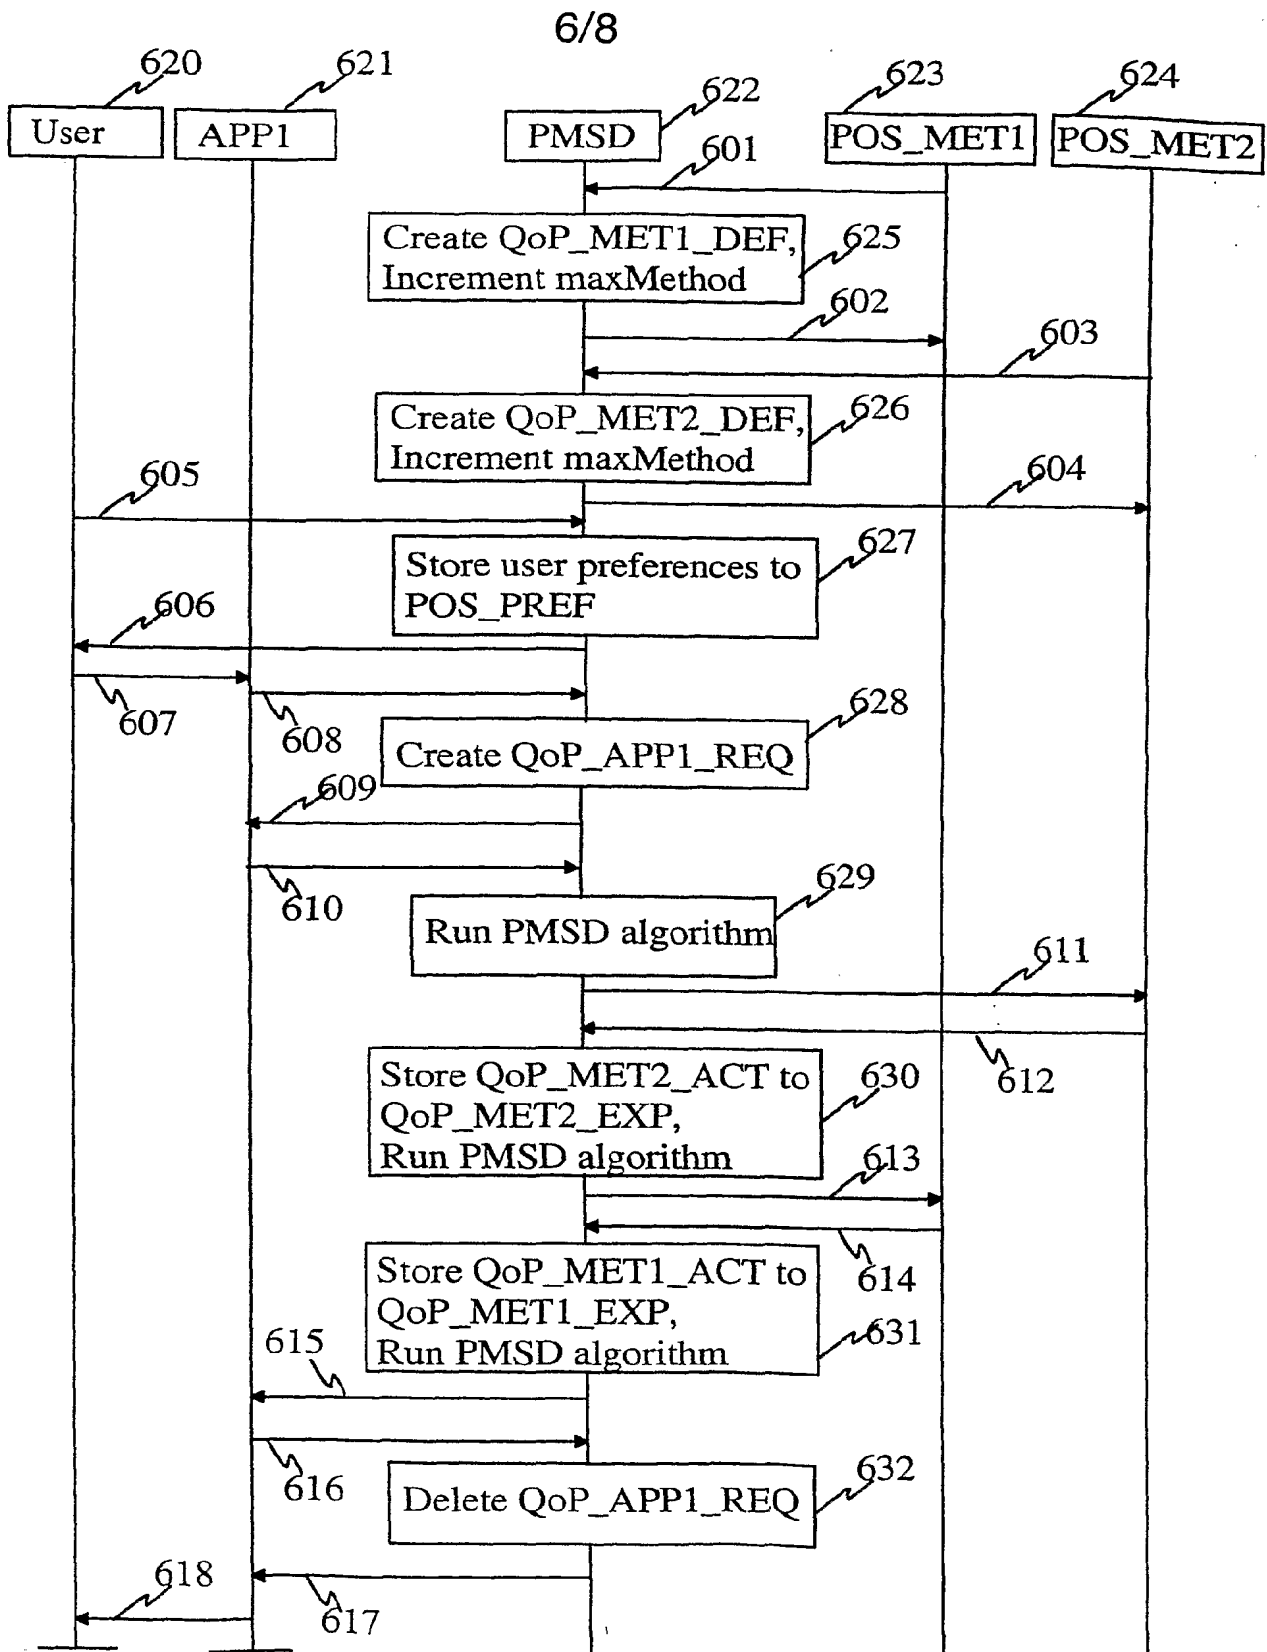 6/8
620
621
622
623
624
User
APP1
PMSD
POS_MET1
POS_MET2
601
Create QoP_MET1_DEF,
Increment maxMethod
625
602
603
Create QoP_MET2_DEF,
Increment maxMethod
626
605
604
Store user preferences to
POS_PREF
627
606
607
608
628
Create QoP_APP1_REQ
609
610
629
Run PMSD algorithm
611
612
Store QoP_MET2_ACT to
QoP_MET2_EXP,
Run PMSD algorithm
630
613
614
Store QoP_MET1_ACT to
QoP_MET1_EXP,
Run PMSD algorithm
631
615
616
632
Delete QoP_APP1_REQ
618
617